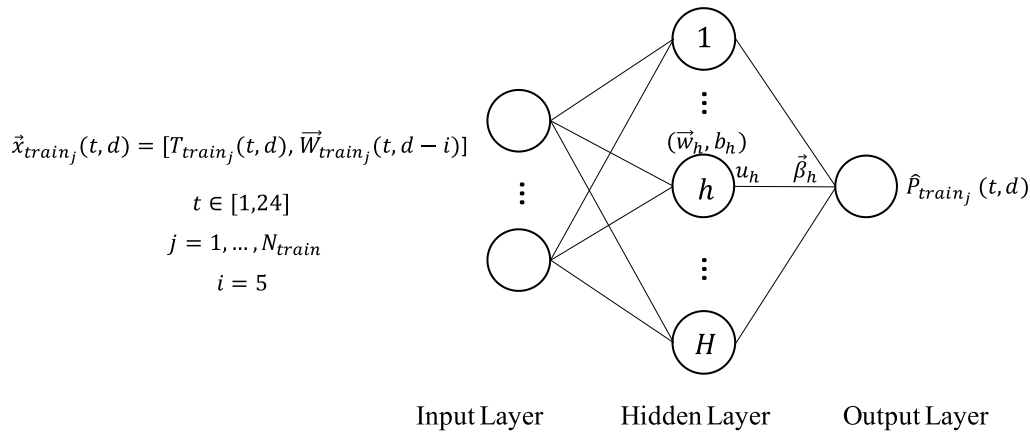 1
⋮
(w⃗_h, b_h)
x⃗_{train_j}(t, d) = [T_{train_j}(t, d), W⃗_{train_j}(t, d − i)]
h u_h β⃗_h P̂_{train_j} (t, d)
⋮
t ∈ [1,24]
j = 1, … , N_{train}
i = 5
⋮
H
Input Layer Hidden Layer Output Layer